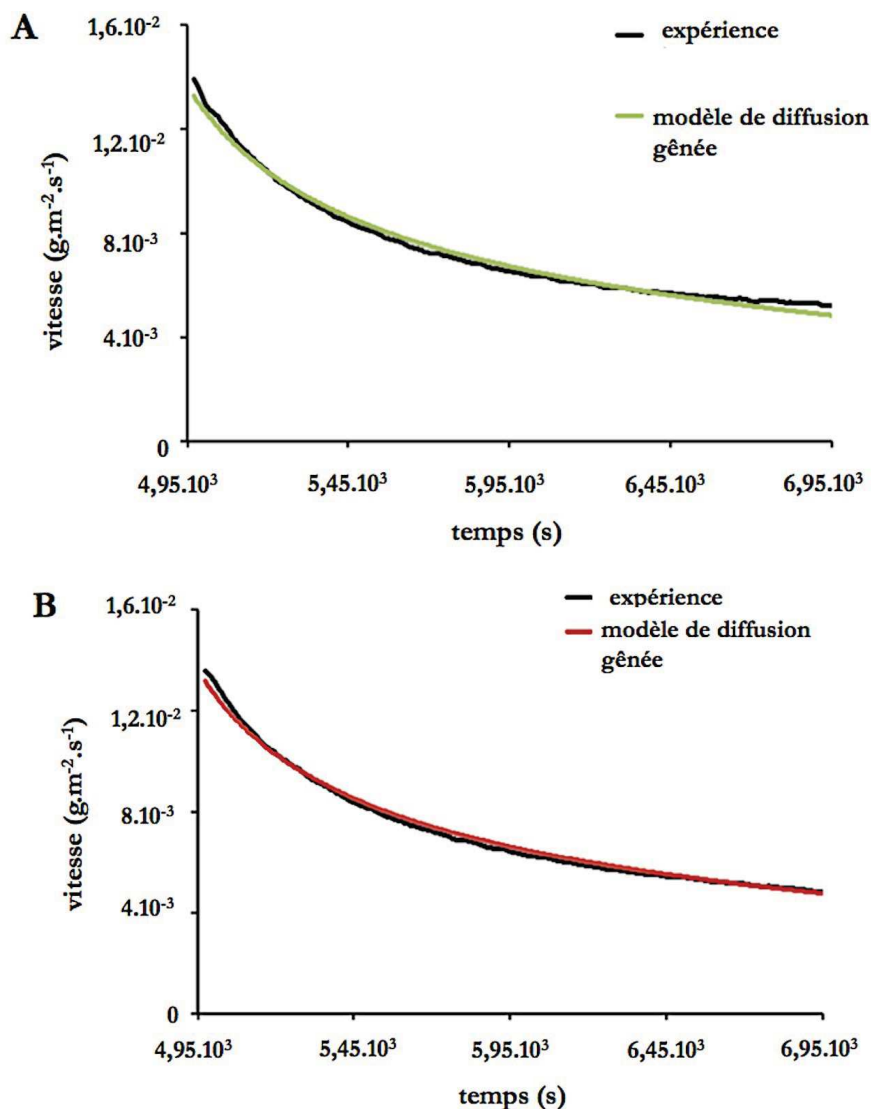 A
1,6.10⁻²
expérience
modèle de diffusion
gênée
1,2.10⁻²
8.10⁻³
4.10⁻³
0
vitesse (g.m⁻².s⁻¹)
4,95.10³ 5,45.10³ 5,95.10³ 6,45.10³ 6,95.10³
temps (s)
B
1,6.10⁻²
expérience
modèle de diffusion
gênée
1,2.10⁻²
8.10⁻³
4.10⁻³
0
vitesse (g.m⁻².s⁻¹)
4,95.10³ 5,45.10³ 5,95.10³ 6,45.10³ 6,95.10³
temps (s)